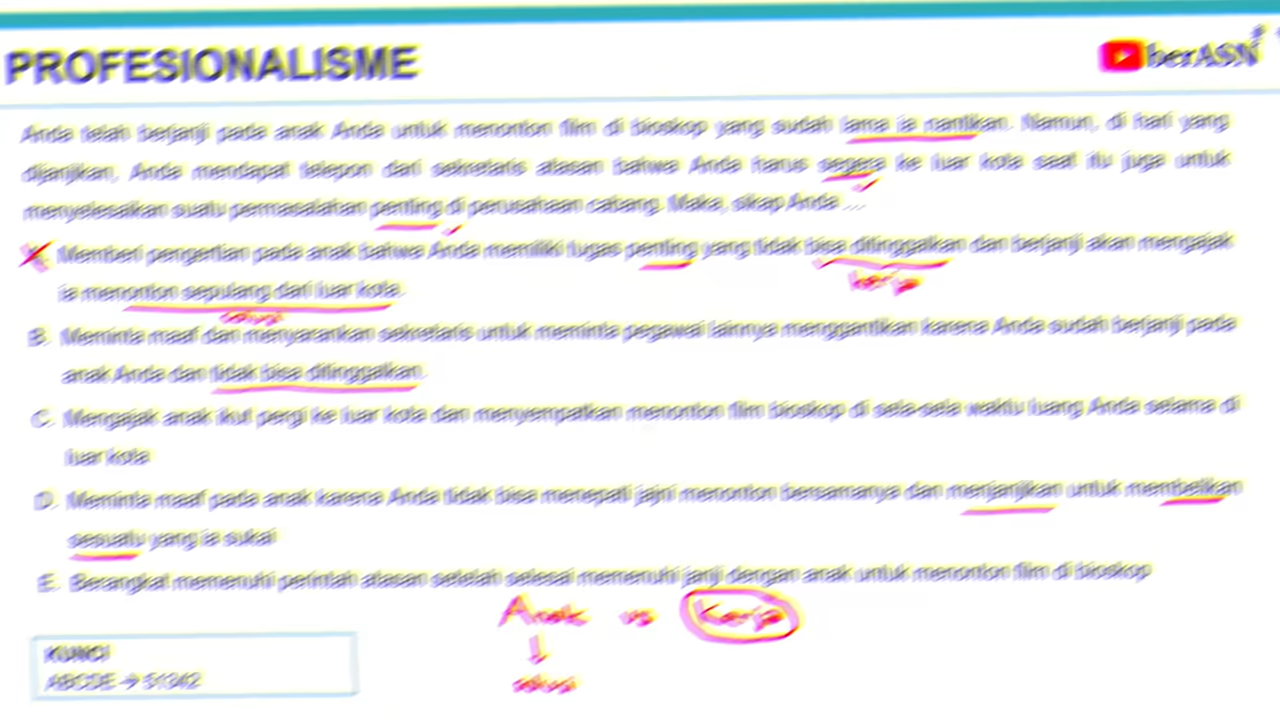 PROFESIONALISME
berASN
Anda telah berjanji pada anak Anda untuk menonton film di bioskop yang sudah lama ia nantikan. Namun, di hari yang
dijanjikan, Anda mendapat telepon dari sekretaris atasan bahwa Anda harus segera ke luar kota saat itu juga untuk
menyelesaikan suatu permasalahan penting di perusahaan cabang. Maka, sikap Anda ...
Memberi pengertian pada anak bahwa Anda memiliki tugas penting yang tidak bisa ditinggalkan dan berjanji akan mengajak
ia menonton sepulang dari luar kota.
kerja
solusi
B. Meminta maaf dan menyarankan sekretaris untuk meminta pegawai lainnya menggantikan karena Anda sudah berjanji pada
anak Anda dan tidak bisa ditinggalkan.
C. Mengajak anak ikut pergi ke luar kota dan menyempatkan menonton film bioskop di sela-sela waktu luang Anda selama di
luar kota
D. Meminta maaf pada anak karena Anda tidak bisa menepati jajni menonton bersamanya dan menjanjikan untuk membelikan
sesuatu yang ia sukai
E. Berangkat memenuhi perintah atasan setelah selesai memenuhi janji dengan anak untuk menonton film di bioskop
Anak vs Kerja
solusi
KUNCI
ABCDE → 51342